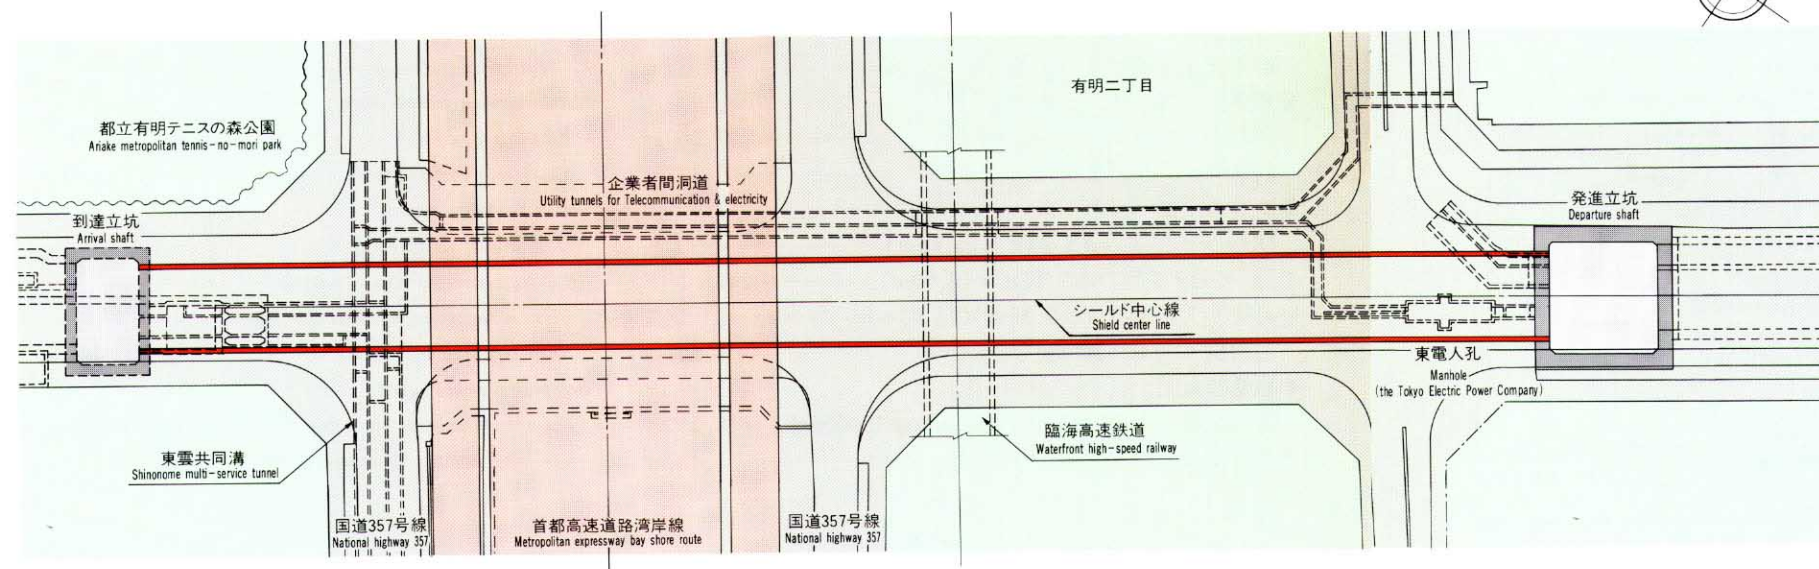 有明二丁目
都立有明テニスの森公園
Ariake metropolitan tennis-no-mori park
企業者間洞道
Utility tunnels for Telecommunication & electricity
発進立坑
Departure shaft
到達立坑
Arrival shaft
シールド中心線
Shield center line
東電人孔
Manhole
(the Tokyo Electric Power Company)
臨海高速鉄道
Waterfront high-speed railway
東雲共同溝
Shinonome multi-service tunnel
国道357号線
National highway 357
首都高速道路湾岸線
Metropolitan expressway bay shore route
国道357号線
National highway 357